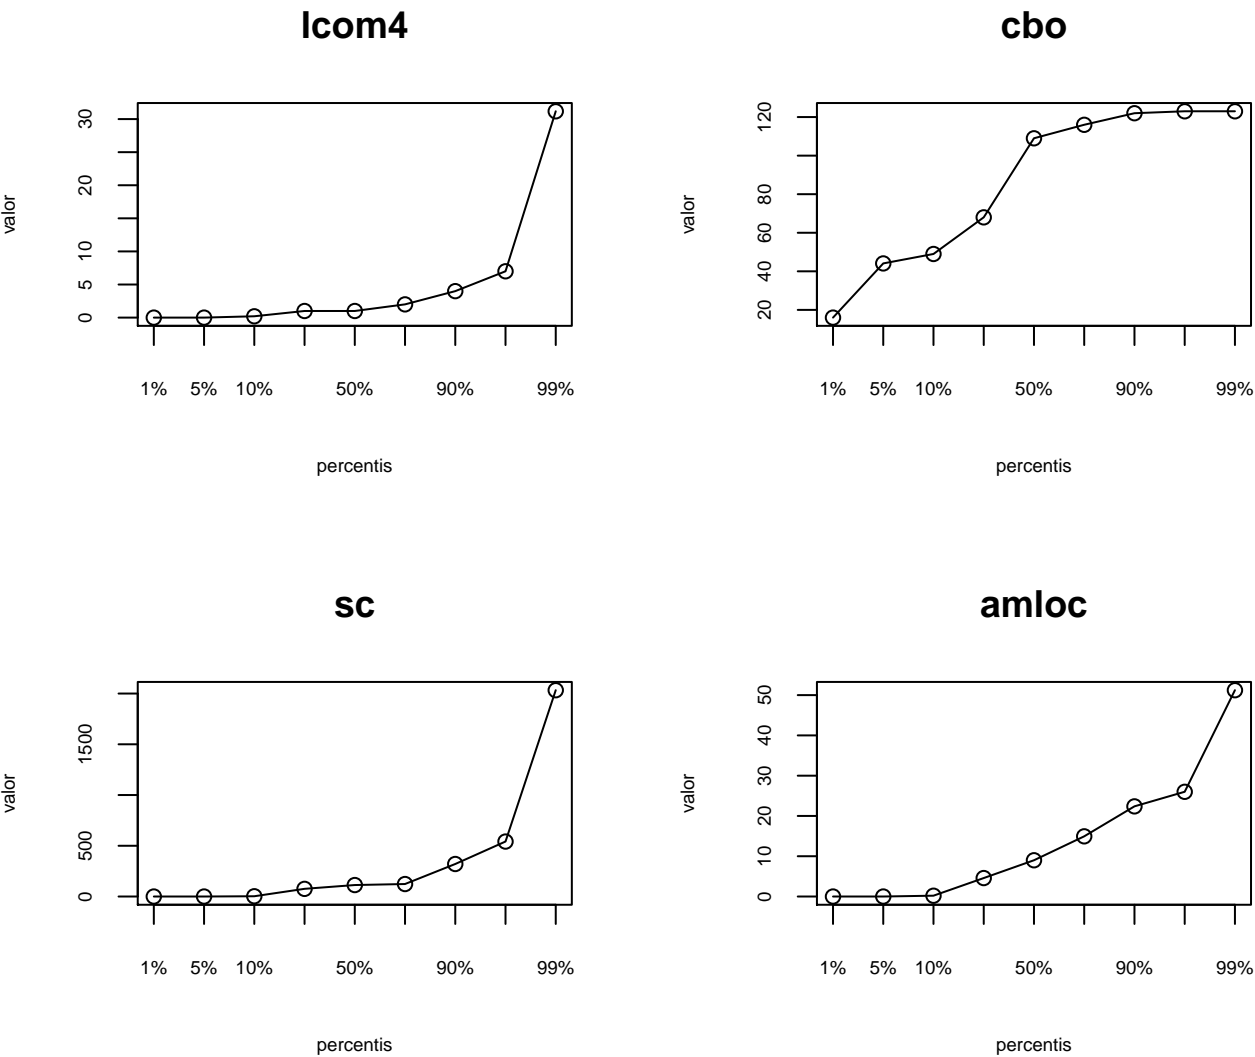 lcom4
valor
0 5 10 20 30
1% 5% 10% 50% 90% 99%
percentis
cbo
valor
20 40 60 80 120
1% 5% 10% 50% 90% 99%
percentis
sc
valor
0 500 1500
1% 5% 10% 50% 90% 99%
percentis
amloc
valor
0 10 20 30 40 50
1% 5% 10% 50% 90% 99%
percentis